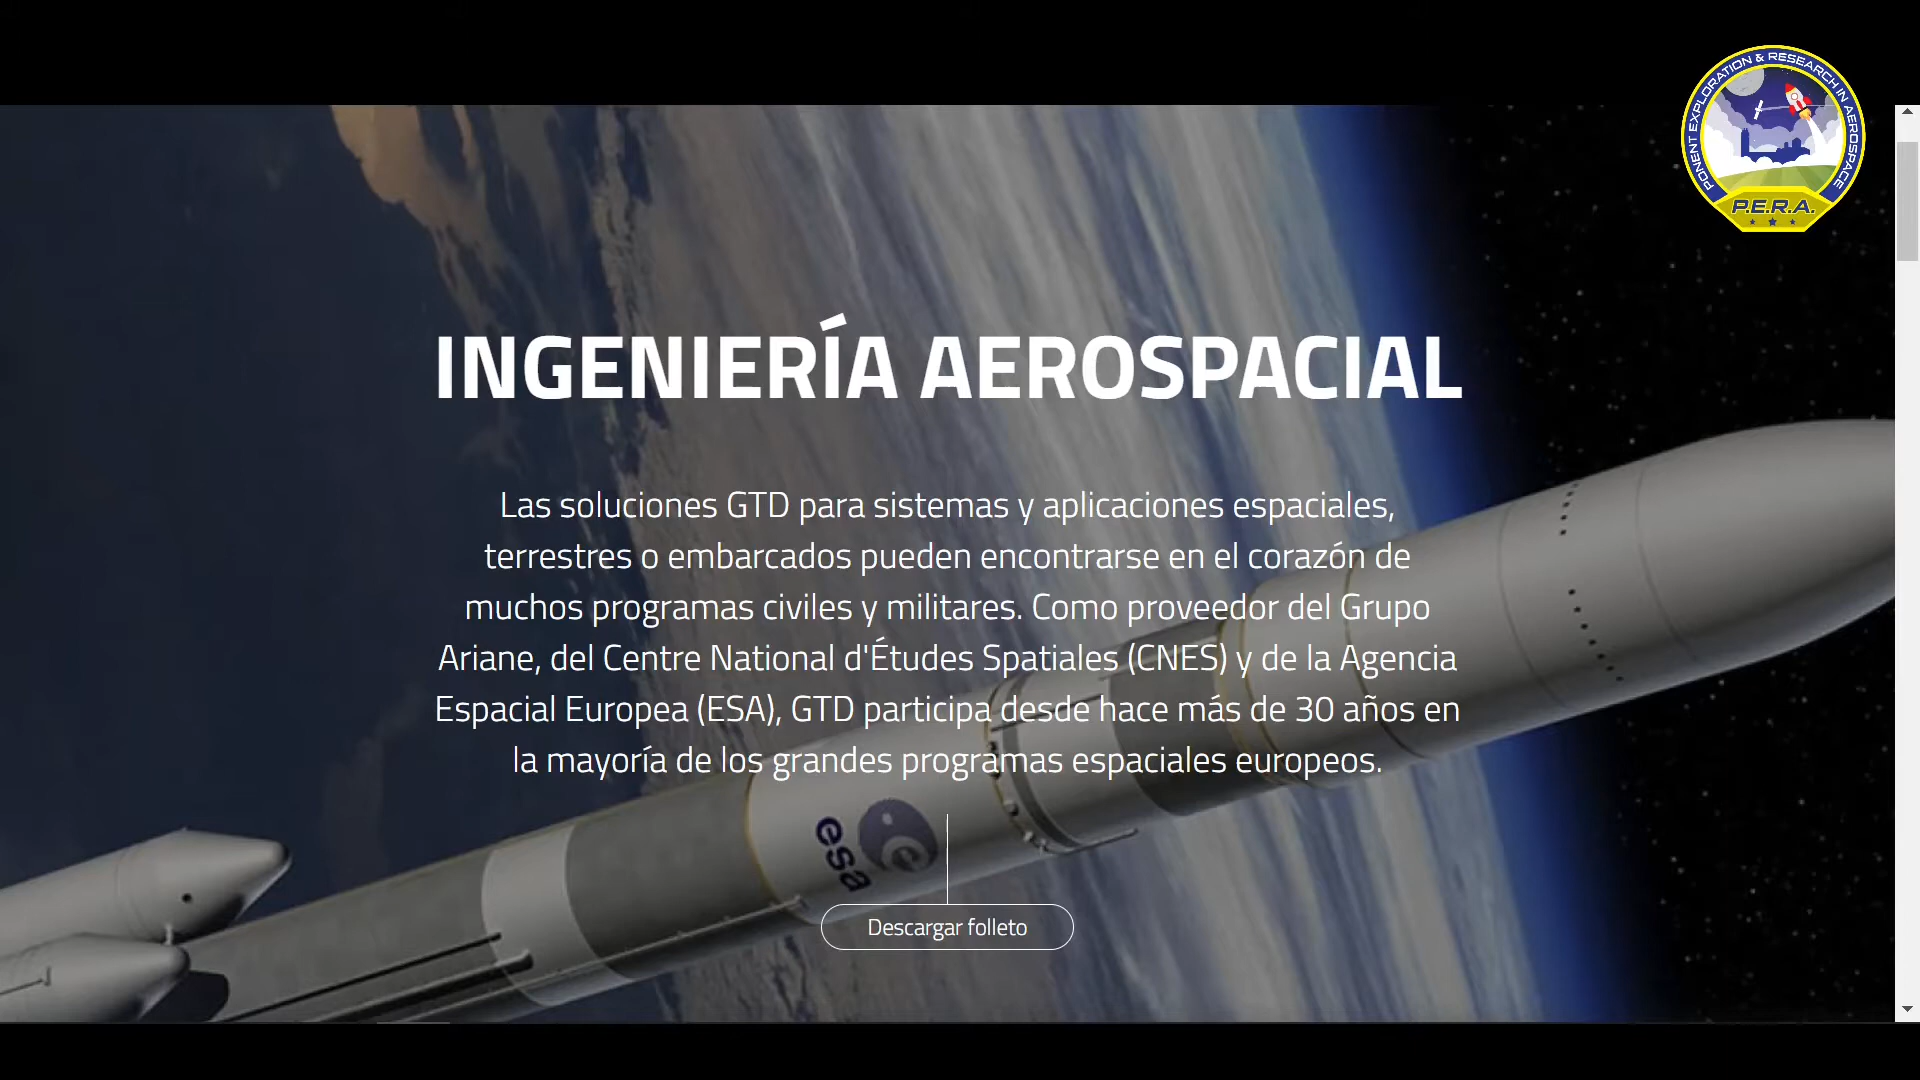 PONENT EXPLORATION & RESEARCH IN AEROSPACE
P.E.R.A.
INGENIERÍA AEROSPACIAL
Las soluciones GTD para sistemas y aplicaciones espaciales,
terrestres o embarcados pueden encontrarse en el corazón de
muchos programas civiles y militares. Como proveedor del Grupo
Ariane, del Centre National d'Études Spatiales (CNES) y de la Agencia
Espacial Europea (ESA), GTD participa desde hace más de 30 años en
la mayoría de los grandes programas espaciales europeos.
esa
Descargar folleto